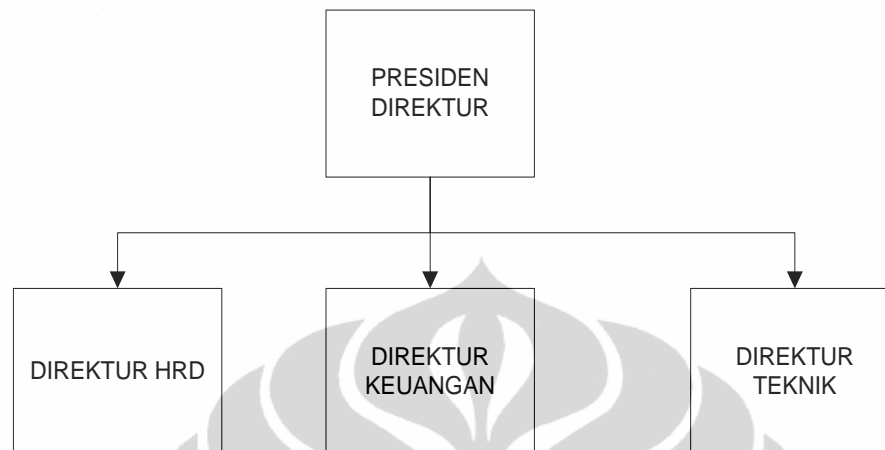 PRESIDEN
DIREKTUR
DIREKTUR HRD
DIREKTUR
KEUANGAN
DIREKTUR
TEKNIK